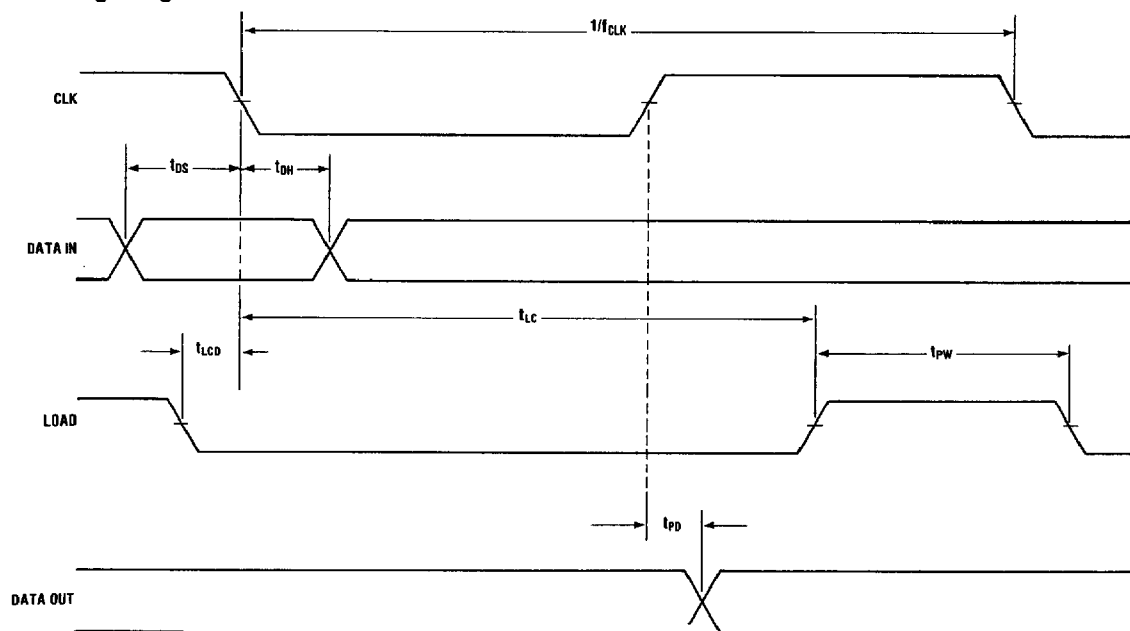 1/fCLK
CLK
tDS
tDH
DATA IN
tLC
tLCD
tPW
LOAD
tPD
DATA OUT